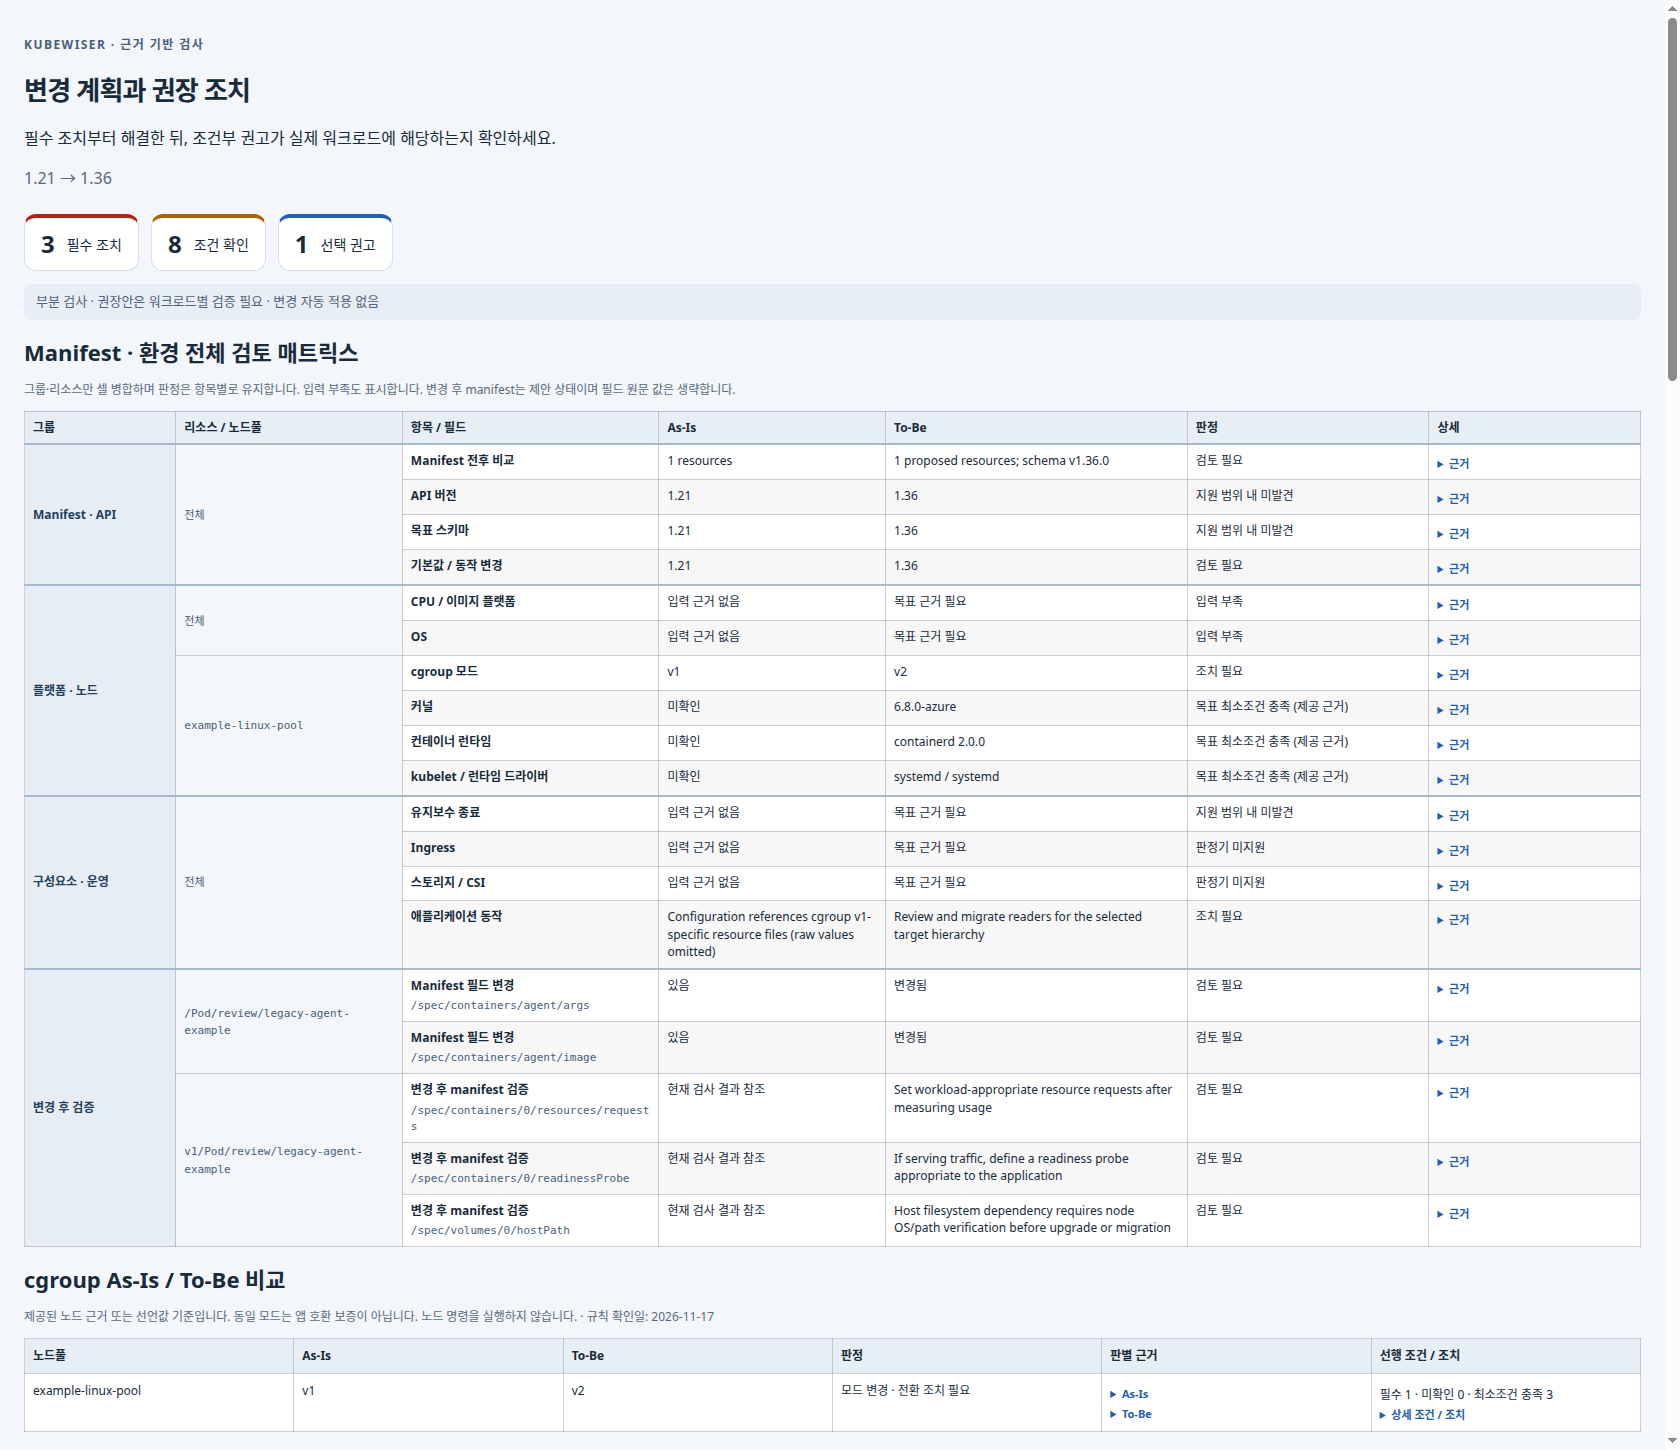 KUBEWISER · 근거 기반 검사
변경 계획과 권장 조치
필수 조치부터 해결한 뒤, 조건부 권고가 실제 워크로드에 해당하는지 확인하세요.
1.21 → 1.36
3 필수 조치 8 조건 확인 1 선택 권고
부분 검사 · 권장안은 워크로드별 검증 필요 · 변경 자동 적용 없음
Manifest · 환경 전체 검토 매트릭스
그룹·리소스만 셀 병합하며 판정은 항목별로 유지합니다. 입력 부족도 표시합니다. 변경 후 manifest는 제안 상태이며 필드 원문 값은 생략합니다.
그룹 리소스 / 노드풀 항목 / 필드 As-Is To-Be 판정 상세
Manifest · API 전체 Manifest 전후 비교 1 resources 1 proposed resources; schema v1.36.0 검토 필요 ▶ 근거
API 버전 1.21 1.36 지원 범위 내 미발견 ▶ 근거
목표 스키마 1.21 1.36 지원 범위 내 미발견 ▶ 근거
기본값 / 동작 변경 1.21 1.36 검토 필요 ▶ 근거
플랫폼 · 노드 전체 CPU / 이미지 플랫폼 입력 근거 없음 목표 근거 필요 입력 부족 ▶ 근거
OS 입력 근거 없음 목표 근거 필요 입력 부족 ▶ 근거
example-linux-pool cgroup 모드 v1 v2 조치 필요 ▶ 근거
커널 미확인 6.8.0-azure 목표 최소조건 충족 (제공 근거) ▶ 근거
컨테이너 런타임 미확인 containerd 2.0.0 목표 최소조건 충족 (제공 근거) ▶ 근거
kubelet / 런타임 드라이버 미확인 systemd / systemd 목표 최소조건 충족 (제공 근거) ▶ 근거
구성요소 · 운영 전체 유지보수 종료 입력 근거 없음 목표 근거 필요 지원 범위 내 미발견 ▶ 근거
Ingress 입력 근거 없음 목표 근거 필요 판정기 미지원 ▶ 근거
스토리지 / CSI 입력 근거 없음 목표 근거 필요 판정기 미지원 ▶ 근거
애플리케이션 동작 Configuration references cgroup v1- Review and migrate readers for the selected 조치 필요 ▶ 근거
specific resource files (raw values target hierarchy
omitted)
변경 후 검증 /Pod/review/legacy-agent- Manifest 필드 변경 있음 변경됨 검토 필요 ▶ 근거
example /spec/containers/agent/args
Manifest 필드 변경 있음 변경됨 검토 필요 ▶ 근거
/spec/containers/agent/image
v1/Pod/review/legacy-agent- 변경 후 manifest 검증 현재 검사 결과 참조 Set workload-appropriate resource requests after 검토 필요 ▶ 근거
example /spec/containers/0/resources/request measuring usage
s
변경 후 manifest 검증 현재 검사 결과 참조 If serving traffic, define a readiness probe 검토 필요 ▶ 근거
/spec/containers/0/readinessProbe appropriate to the application
변경 후 manifest 검증 현재 검사 결과 참조 Host filesystem dependency requires node 검토 필요 ▶ 근거
/spec/volumes/0/hostPath OS/path verification before upgrade or migration
cgroup As-Is / To-Be 비교
제공된 노드 근거 또는 선언값 기준입니다. 동일 모드는 앱 호환 보증이 아닙니다. 노드 명령을 실행하지 않습니다. · 규칙 확인일: 2026-11-17
노드풀 As-Is To-Be 판정 판별 근거 선행 조건 / 조치
example-linux-pool v1 v2 모드 변경 · 전환 조치 필요 ▶ As-Is 필수 1 · 미확인 0 · 최소조건 충족 3
▶ To-Be ▶ 상세 조건 / 조치